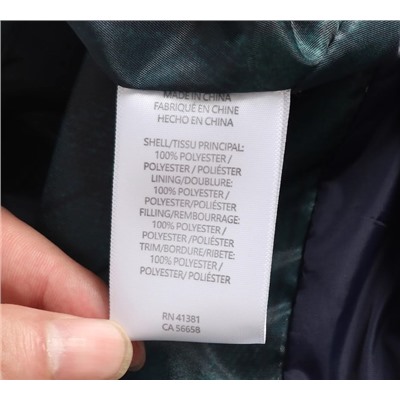 MADE IN CHINA
FABRIQUÉ EN CHINE
HECHO EN CHINA
SHELL/TISSU PRINCIPAL:
100% POLYESTER /
POLYESTER / POLIÉSTER
LINING/DOUBLURE:
100% POLYESTER /
POLYESTER/POLIÉSTER
FILLING/REMBOURRAGE:
100% POLYESTER /
POLYESTER /POLIÉSTER
TRIM/BORDURE/RIBETE:
100% POLYESTER /
POLYESTER/ POLIÉSTER
RN 41381
CA 56658